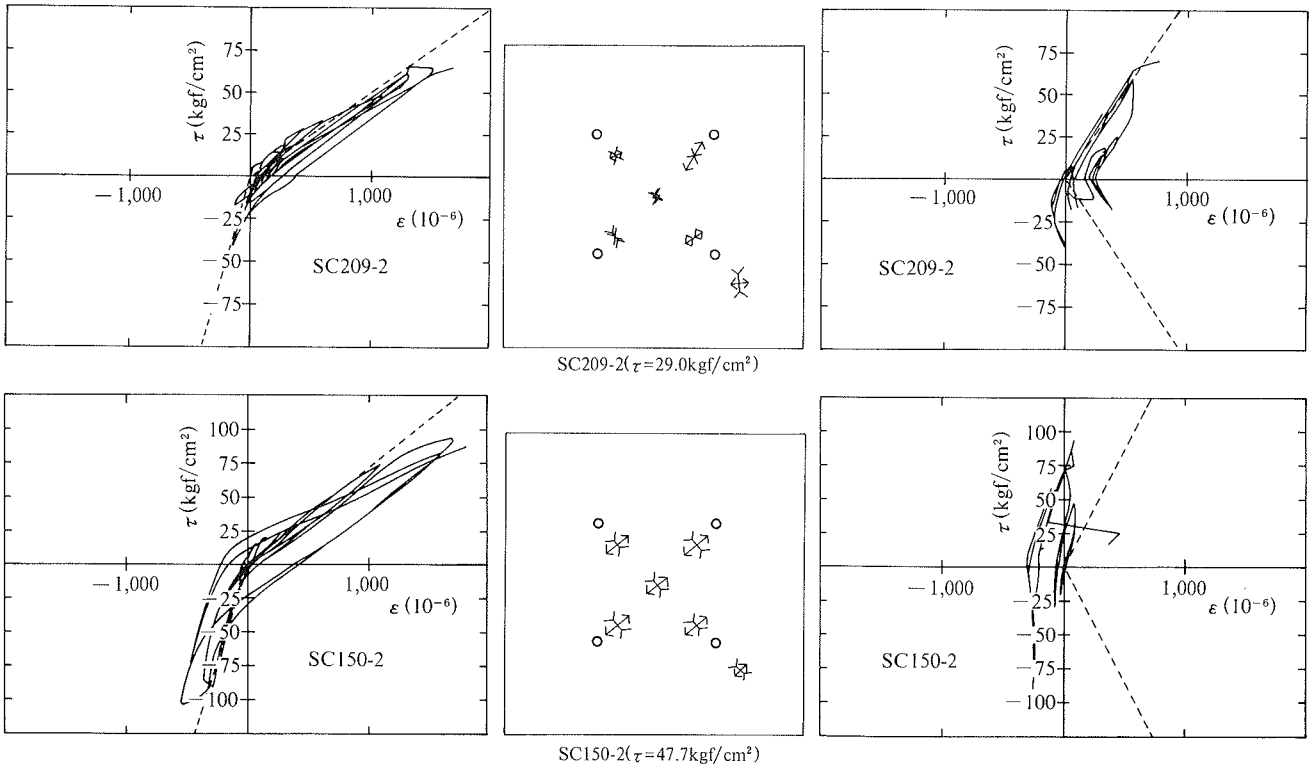 τ(kgf/cm²)
75
50
25
-25
-50
-75
-1,000
1,000
ε (10⁻⁶)
SC209-2
SC209-2(τ=29.0kgf/cm²)
τ(kgf/cm²)
75
50
25
-25
-50
-75
-1,000
1,000
ε (10⁻⁶)
SC209-2
τ(kgf/cm²)
100
75
50
25
-25
-50
-75
-100
-1,000
1,000
ε (10⁻⁶)
SC150-2
SC150-2(τ=47.7kgf/cm²)
τ(kgf/cm²)
100
75
50
25
-25
-50
-75
-100
-1,000
1,000
ε (10⁻⁶)
SC150-2